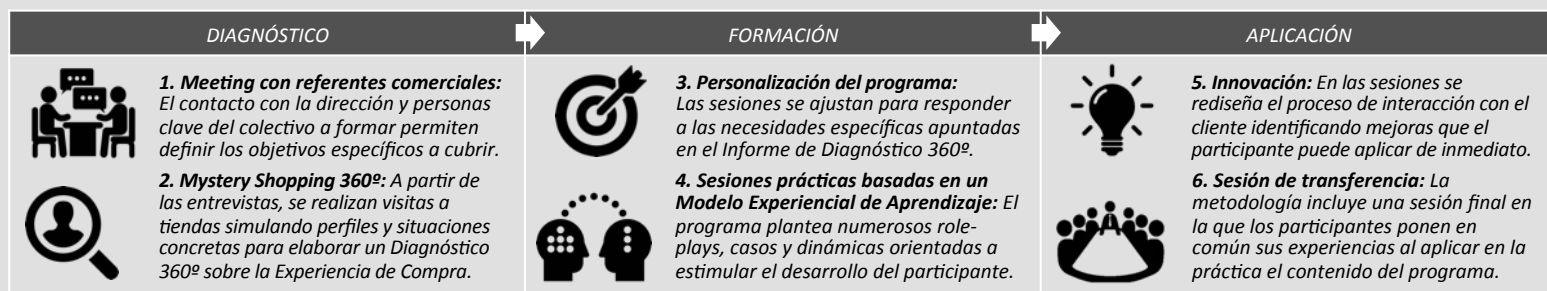 DIAGNÓSTICO
1. Meeting con referentes comerciales:
El contacto con la dirección y personas
clave del colectivo a formar permiten
definir los objetivos específicos a cubrir.
2. Mystery Shopping 360º: A partir de
las entrevistas, se realizan visitas a
tiendas simulando perfiles y situaciones
concretas para elaborar un Diagnóstico
360º sobre la Experiencia de Compra.
FORMACIÓN
3. Personalización del programa:
Las sesiones se ajustan para responder
a las necesidades específicas apuntadas
en el Informe de Diagnóstico 360º.
4. Sesiones prácticas basadas en un
Modelo Experiencial de Aprendizaje: El
programa plantea numerosos role-
plays, casos y dinámicas orientadas a
estimular el desarrollo del participante.
APLICACIÓN
5. Innovación: En las sesiones se
rediseña el proceso de interacción con el
cliente identificando mejoras que el
participante puede aplicar de inmediato.
6. Sesión de transferencia: La
metodología incluye una sesión final en
la que los participantes ponen en
común sus experiencias al aplicar en la
práctica el contenido del programa.